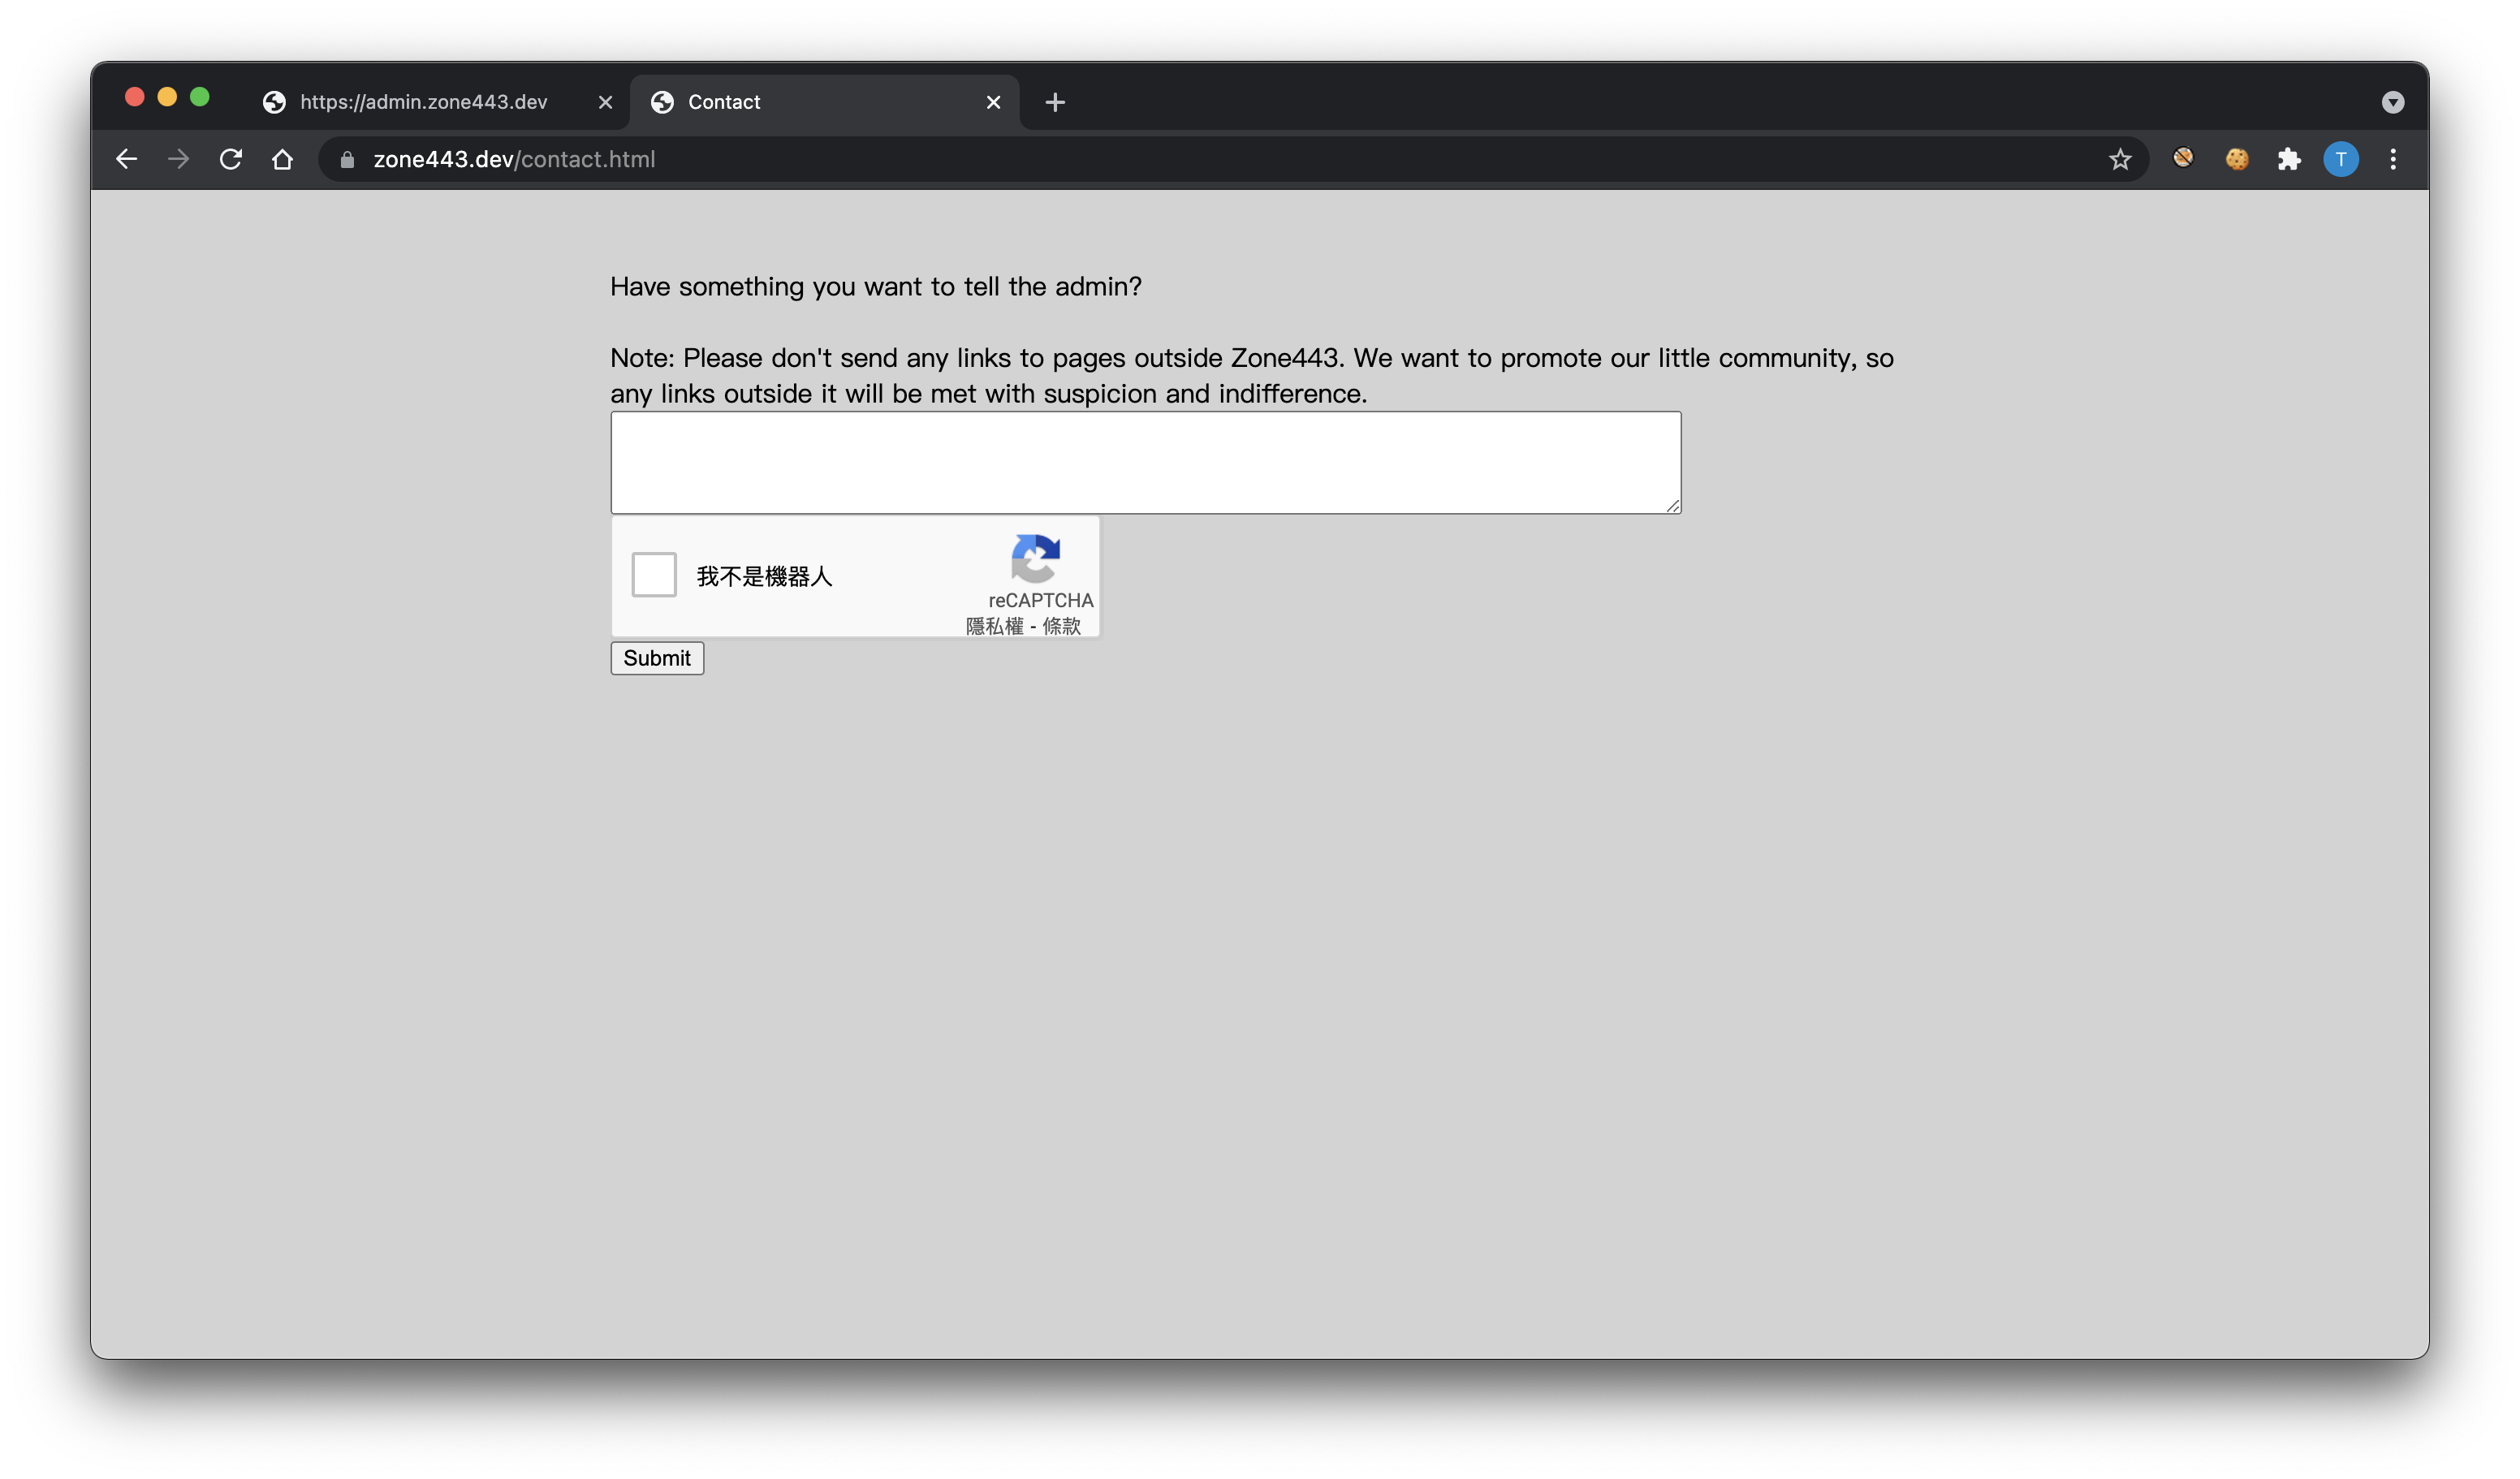 https://admin.zone443.dev
Contact
zone443.dev/contact.html
T
Have something you want to tell the admin?
Note: Please don't send any links to pages outside Zone443. We want to promote our little community, so
any links outside it will be met with suspicion and indifference.
我不是機器人
reCAPTCHA
隱私權 - 條款
Submit